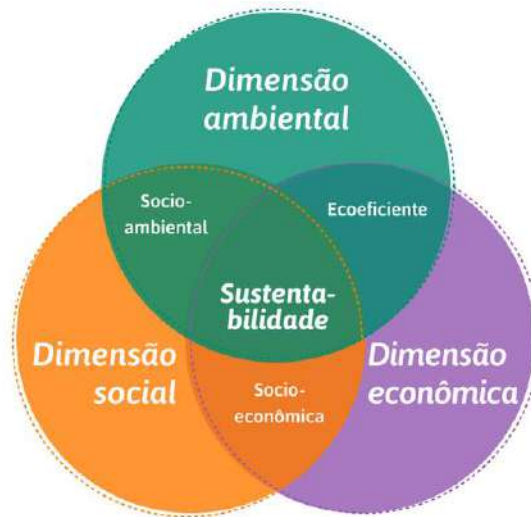 Dimensão
ambiental
Socio-
ambiental
Ecoeficiente
Sustenta-
bilidade
Dimensão
social
Dimensão
econômica
Socio-
econômica